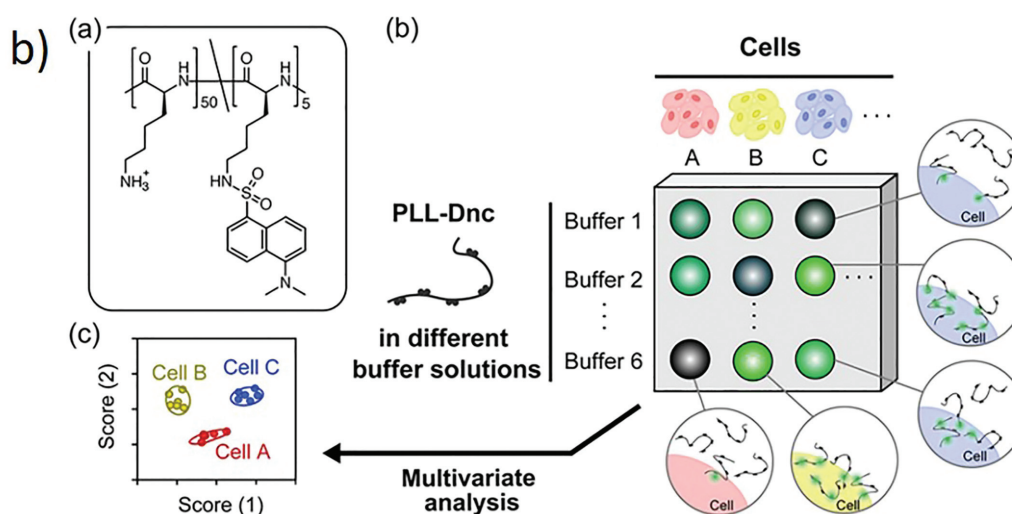 b)
(a)
O
H
N
50
O
H
N
5
NH3+
HN
S
O
O
N
(b)
Cells
A B C
PLL-Dnc
in different
buffer solutions
Buffer 1
Buffer 2
Buffer 6
Cell
Cell
Cell
Cell
Cell
Multivariate
analysis
(c)
Score (2)
Cell B
Cell C
Cell A
Score (1)